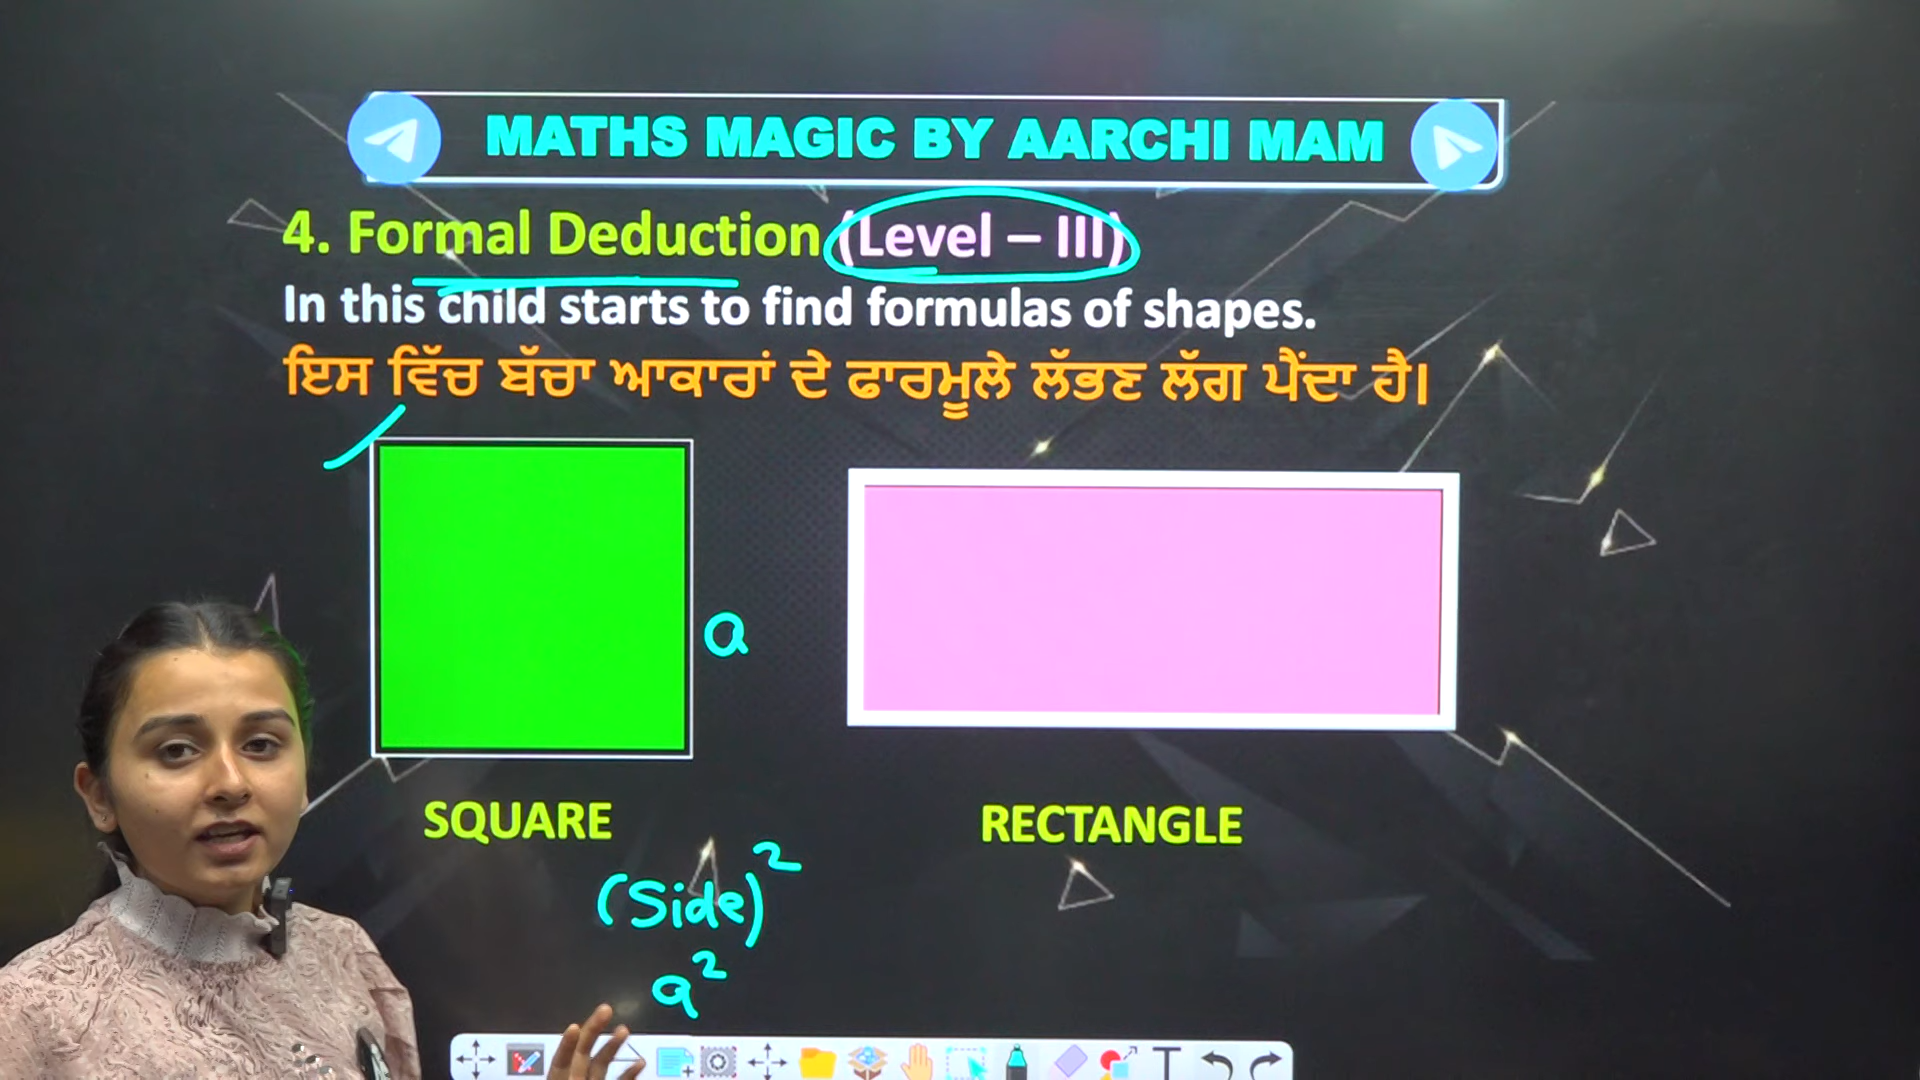 MATHS MAGIC BY AARCHI MAM
4. Formal Deduction (Level – III)
In this child starts to find formulas of shapes.
ਇਸ ਵਿੱਚ ਬੱਚਾ ਆਕਾਰਾਂ ਦੇ ਫਾਰਮੂਲੇ ਲੱਭਣ ਲੱਗ ਪੈਂਦਾ ਹੈ।
a
SQUARE
RECTANGLE
(Side)²
a²